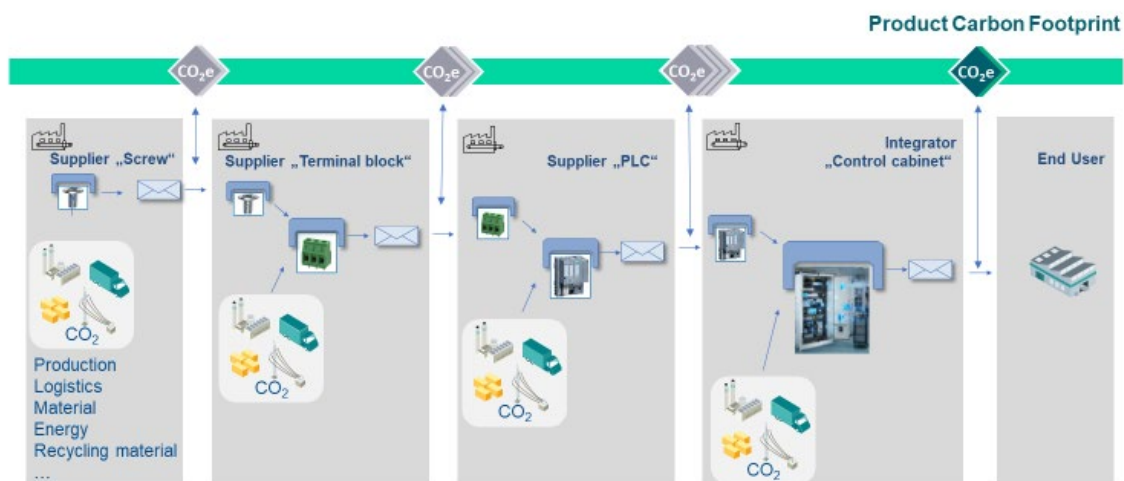 Product Carbon Footprint
CO₂e
CO₂e
CO₂e
CO₂e
Supplier „Screw“
Supplier „Terminal block“
Supplier „PLC“
Integrator
„Control cabinet“
End User
CO₂
Production
Logistics
Material
Energy
Recycling material
...
CO₂
CO₂
CO₂